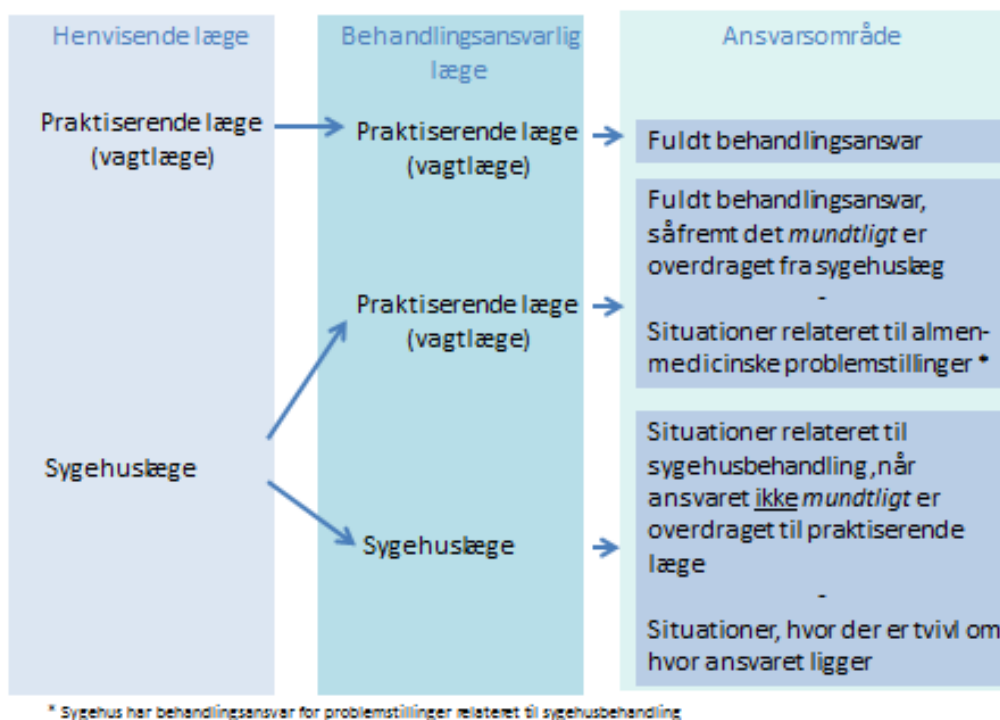 Henvisende læge
Behandlingsansvarlig
læge
Ansvarsområde
Praktiserende læge
(vagtlæge)
Praktiserende læge
(vagtlæge)
Fuldt behandlingsansvar
Praktiserende læge
(vagtlæge)
Fuldt behandlingsansvar,
såfremt det mundtligt er
overdraget fra sygehuslæg
-
Situationer relateret til almen-
medicinske problemstillinger *
Sygehuslæge
Sygehuslæge
Situationer relateret til
sygehusbehandling, når
ansvaret ikke mundtligt er
overdraget til praktiserende
læge
-
Situationer, hvor der er tvivl om
hvor ansvaret ligger
* Sygehus har behandlingsansvar for problemstillinger relateret til sygehusbehandling